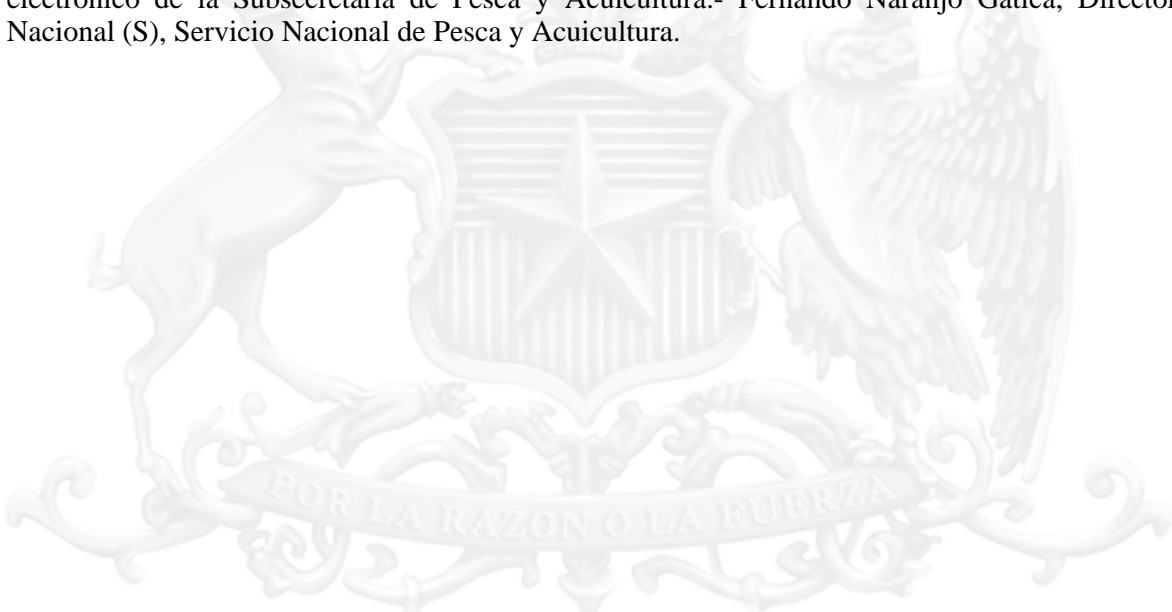 electrónico de la Subsecretaría de Pesca y Acuicultura.- Fernando Naranjo Gatica, Director
Nacional (S), Servicio Nacional de Pesca y Acuicultura.
POR LA RAZON O LA FUERZA